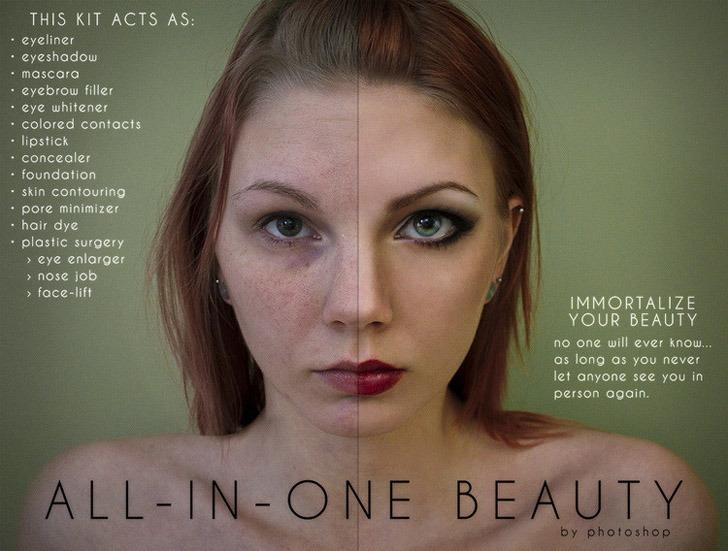 THIS KIT ACTS AS:
· eyeliner
· eyeshadow
· mascara
· eyebrow filler
· eye whitener
· colored contacts
· lipstick
· concealer
· foundation
· skin contouring
· pore minimizer
· hair dye
· plastic surgery
› eye enlarger
› nose job
› face-lift
IMMORTALIZE
YOUR BEAUTY
no one will ever know...
as long as you never
let anyone see you in
person again.
ALL-IN-ONE BEAUTY
by photoshop